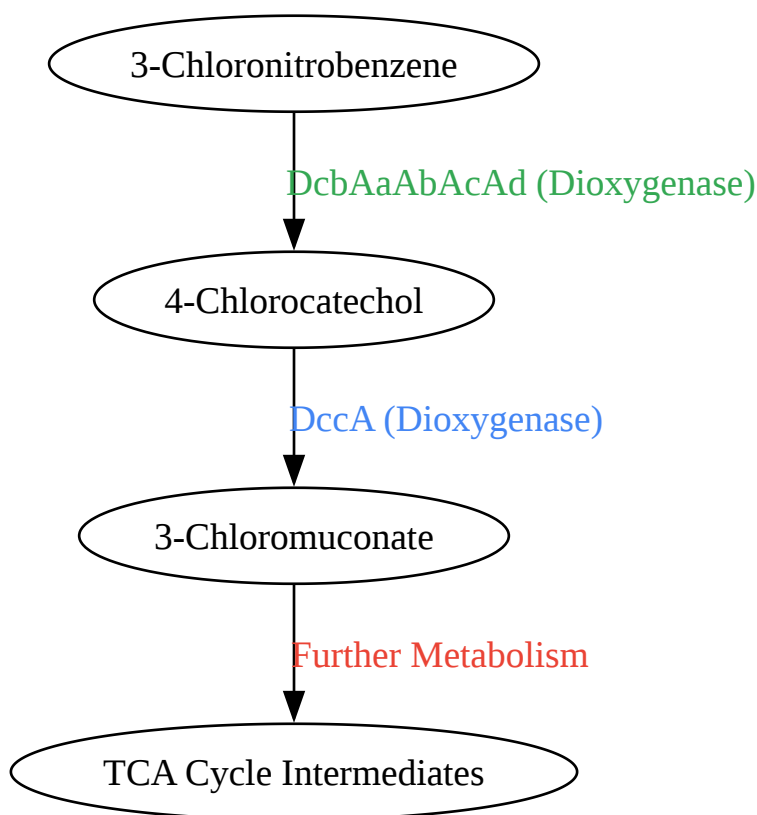 3-Chloronitrobenzene
DcbAaAbAcAd (Dioxygenase)
4-Chlorocatechol
DccA (Dioxygenase)
3-Chloromuconate
Further Metabolism
TCA Cycle Intermediates